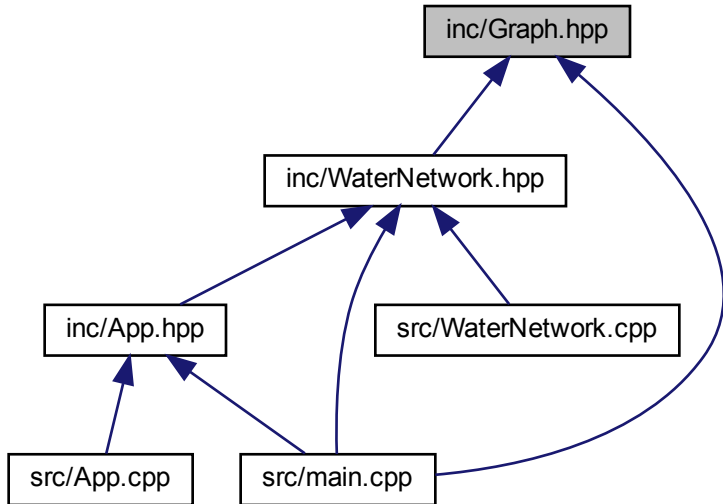 inc/Graph.hpp
inc/WaterNetwork.hpp
inc/App.hpp
src/WaterNetwork.cpp
src/App.cpp
src/main.cpp